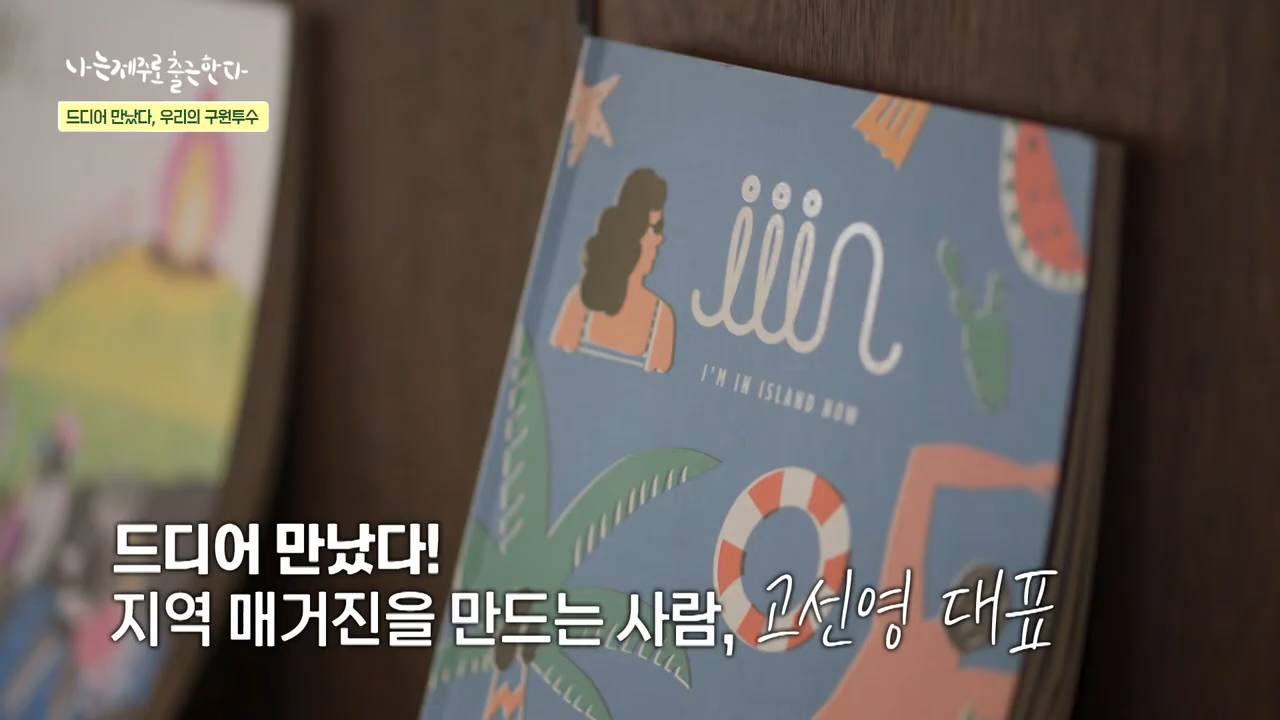 나는 제주로 출근한다
드디어 만났다, 우리의 구원투수
iiin
I'M IN ISLAND NOW
드디어 만났다!
지역 매거진을 만드는 사람, 고선영 대표